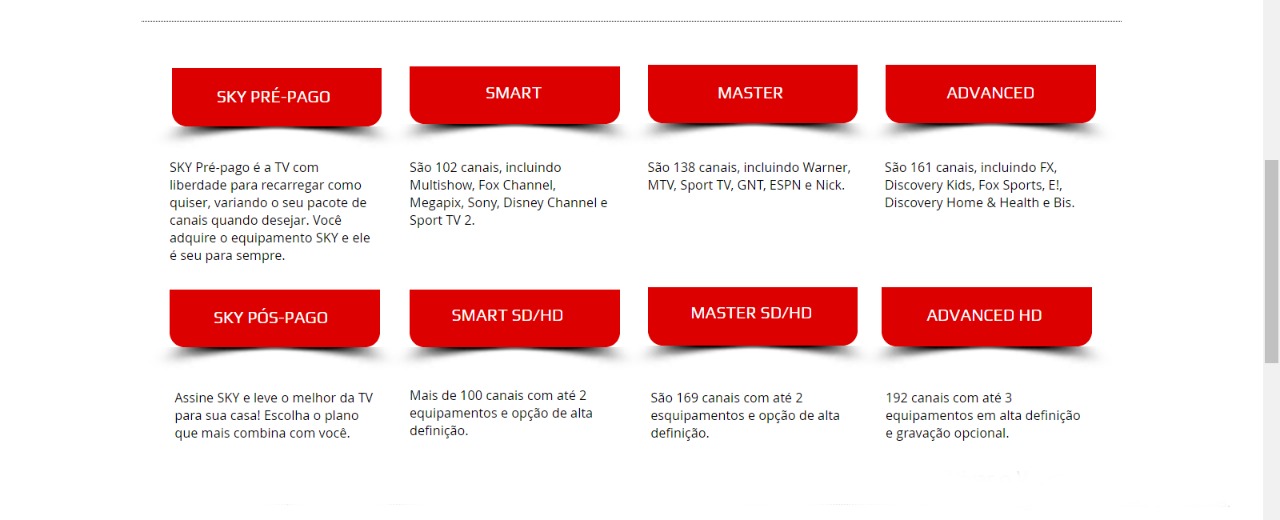 SKY PRÉ-PAGO
SKY Pré-pago é a TV com
liberdade para recarregar como
quiser, variando o seu pacote de
canais quando desejar. Você
adquire o equipamento SKY e ele
é seu para sempre.
SMART
São 102 canais, incluindo
Multishow, Fox Channel,
Megapix, Sony, Disney Channel e
Sport TV 2.
MASTER
São 138 canais, incluindo Warner,
MTV, Sport TV, GNT, ESPN e Nick.
ADVANCED
São 161 canais, incluindo FX,
Discovery Kids, Fox Sports, E!,
Discovery Home & Health e Bis.
SKY PÓS-PAGO
Assine SKY e leve o melhor da TV
para sua casa! Escolha o plano
que mais combina com você.
SMART SD/HD
Mais de 100 canais com até 2
equipamentos e opção de alta
definição.
MASTER SD/HD
São 169 canais com até 2
esquipamentos e opção de alta
definição.
ADVANCED HD
192 canais com até 3
equipamentos em alta definição
e gravação opcional.